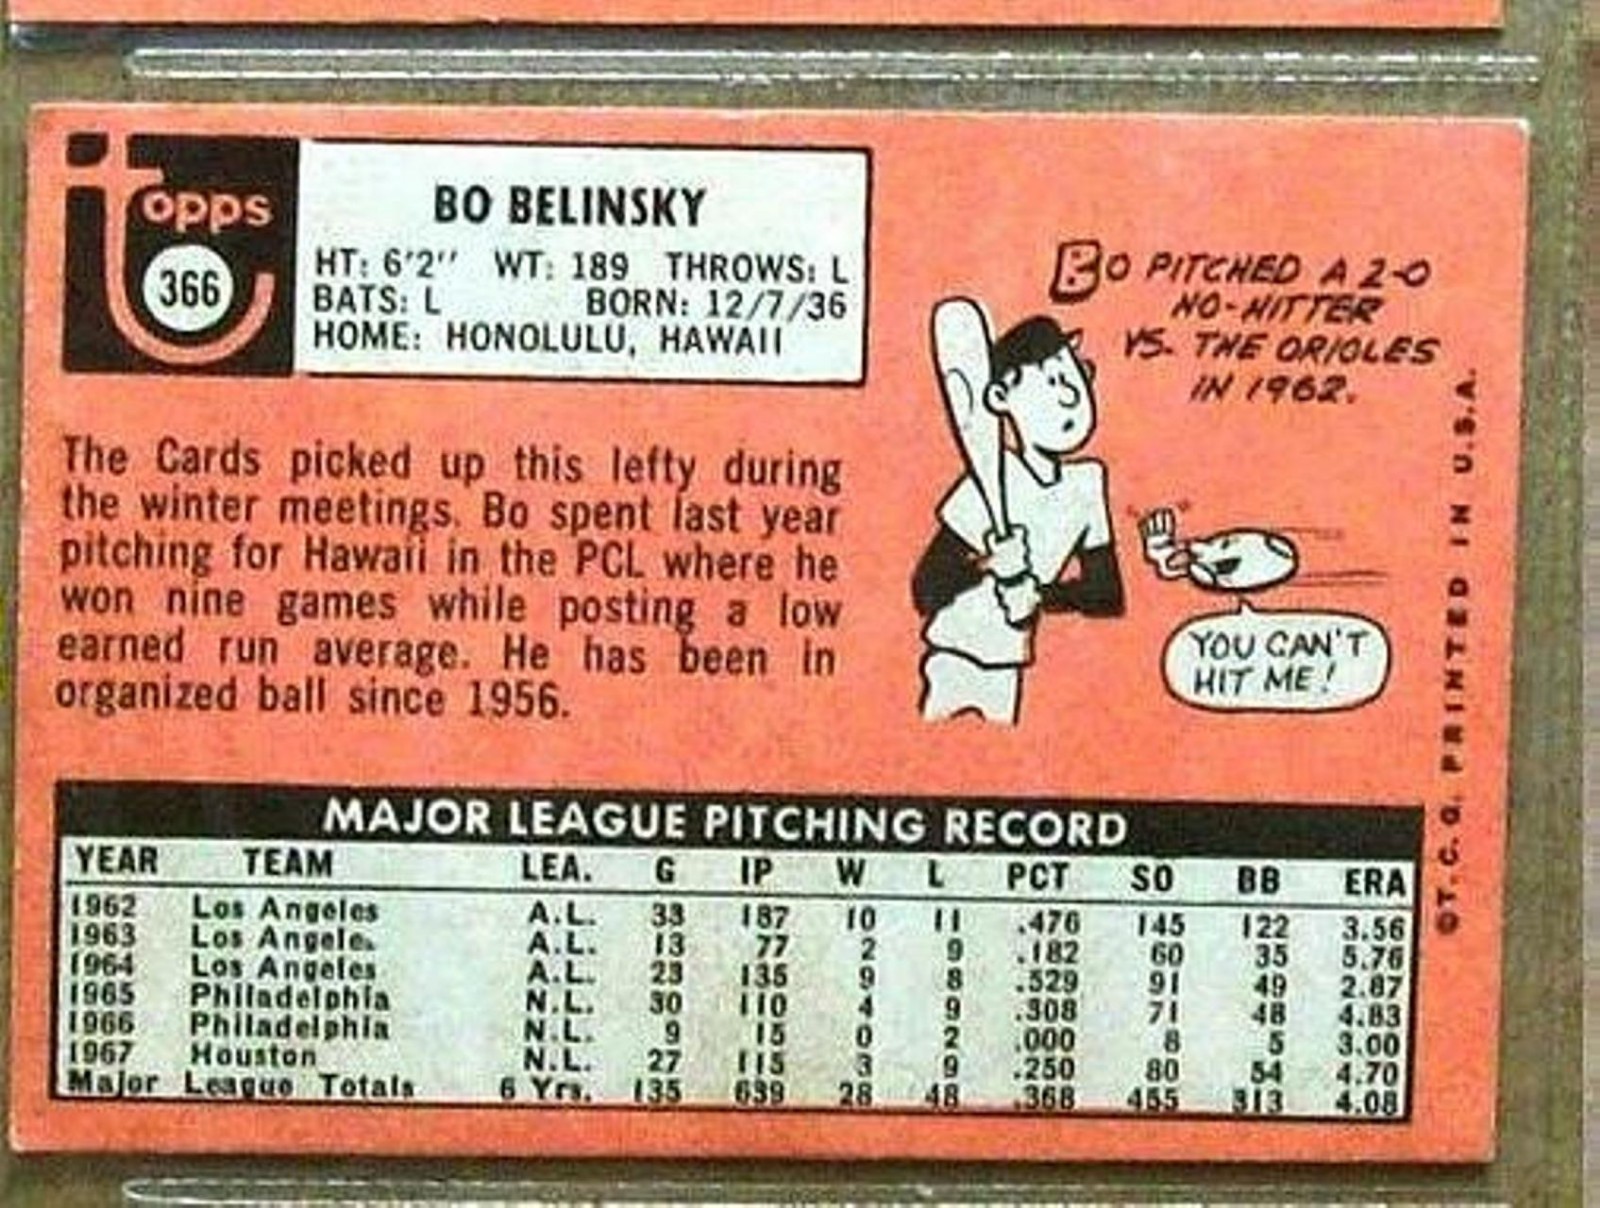 Topps
366
BO BELINSKY
HT: 6'2" WT: 189 THROWS: L
BATS: L BORN: 12/7/36
HOME: HONOLULU, HAWAII
BO PITCHED A 2-0
NO-HITTER
VS. THE ORIOLES
IN 1962.
YOU CAN'T
HIT ME!
The Cards picked up this lefty during
the winter meetings. Bo spent last year
pitching for Hawaii in the PCL where he
won nine games while posting a low
earned run average. He has been in
organized ball since 1956.
MAJOR LEAGUE PITCHING RECORD
YEAR TEAM LEA. G IP W L PCT SO BB ERA
1962 Los Angeles A.L. 33 187 10 11 .476 145 122 3.56
1963 Los Angeles A.L. 13 77 2 9 .182 60 35 5.76
1964 Los Angeles A.L. 23 135 9 8 .529 91 49 2.87
1965 Philadelphia N.L. 30 110 4 9 .308 71 48 4.83
1966 Philadelphia N.L. 9 15 0 2 .000 8 5 3.00
1967 Houston N.L. 27 115 3 9 .250 80 54 4.70
Major League Totals 6 Yrs. 135 639 28 48 .368 455 313 4.08
©T.C.G. PRINTED IN U.S.A.